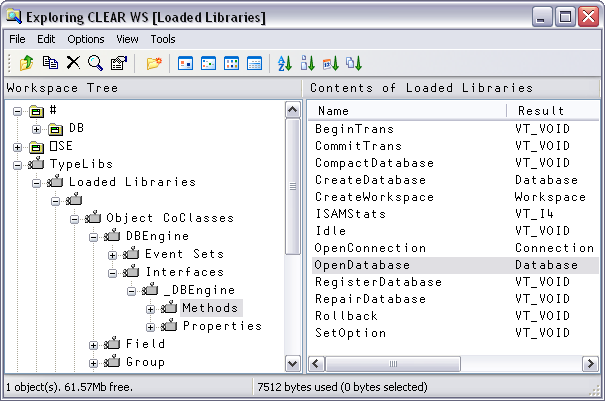 Exploring CLEAR WS [Loaded Libraries]
File Edit Options View Tools
Workspace Tree
Contents of Loaded Libraries
#
DB
⎕SE
TypeLibs
Loaded Libraries
Object CoClasses
DBEngine
Event Sets
Interfaces
_DBEngine
Methods
Properties
Field
Group
Name Result
BeginTrans VT_VOID
CommitTrans VT_VOID
CompactDatabase VT_VOID
CreateDatabase Database
CreateWorkspace Workspace
ISAMStats VT_I4
Idle VT_VOID
OpenConnection Connection
OpenDatabase Database
RegisterDatabase VT_VOID
RepairDatabase VT_VOID
Rollback VT_VOID
SetOption VT_VOID
1 object(s). 61.57Mb free.
7512 bytes used (0 bytes selected)